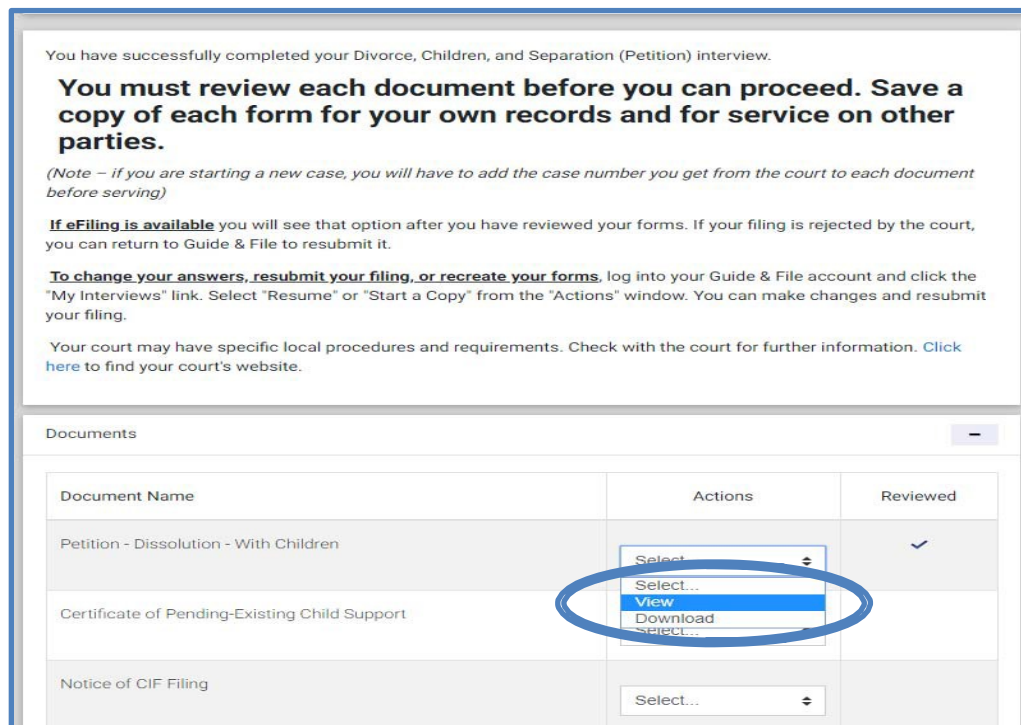 You have successfully completed your Divorce, Children, and Separation (Petition) interview.
You must review each document before you can proceed. Save a
copy of each form for your own records and for service on other
parties.
(Note – if you are starting a new case, you will have to add the case number you get from the court to each document
before serving)
If eFiling is available you will see that option after you have reviewed your forms. If your filing is rejected by the court,
you can return to Guide & File to resubmit it.
To change your answers, resubmit your filing, or recreate your forms, log into your Guide & File account and click the
"My Interviews" link. Select "Resume" or "Start a Copy" from the "Actions" window. You can make changes and resubmit
your filing.
Your court may have specific local procedures and requirements. Check with the court for further information. Click
here to find your court's website.
Documents
Document Name Actions Reviewed
Petition - Dissolution - With Children
Select...
Select...
View
Certificate of Pending-Existing Child Support
Download
Select...
Notice of CIF Filing
Select...